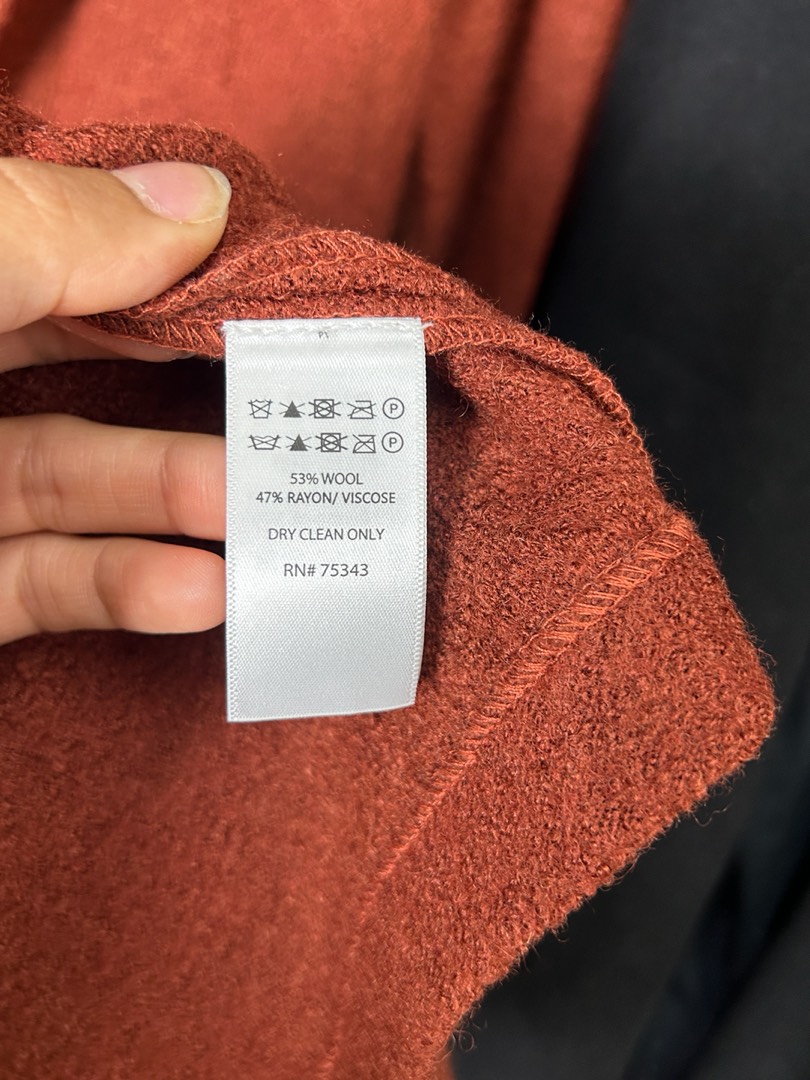 P P
53% WOOL
47% RAYON/ VISCOSE
DRY CLEAN ONLY
RN# 75343